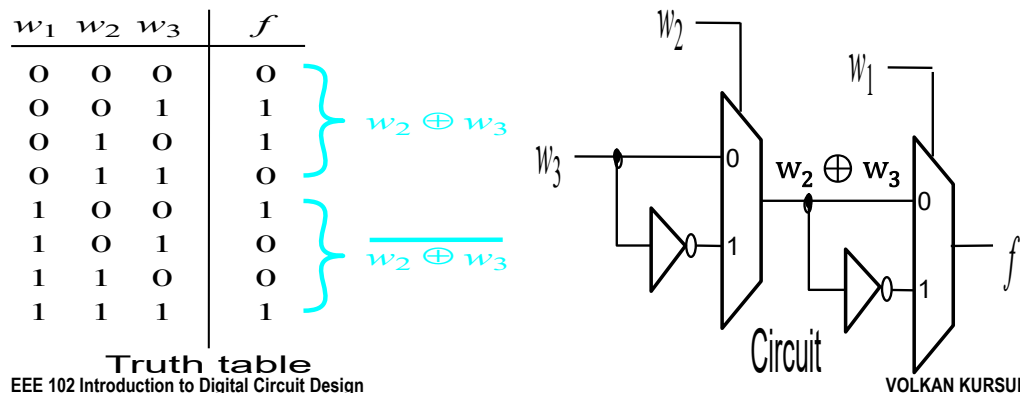 w₁ w₂ w₃ f
0 0 0 0
0 0 1 1
0 1 0 1
0 1 1 0
1 0 0 1
1 0 1 0
1 1 0 0
1 1 1 1
w₂ ⊕ w₃
w̅₂̅ ̅⊕̅ ̅w̅₃̅
Truth table
w₂
w₁
w₃
0
1
w₂ ⊕ w₃
0
1
f
Circuit
EEE 102 Introduction to Digital Circuit Design
VOLKAN KURSUN